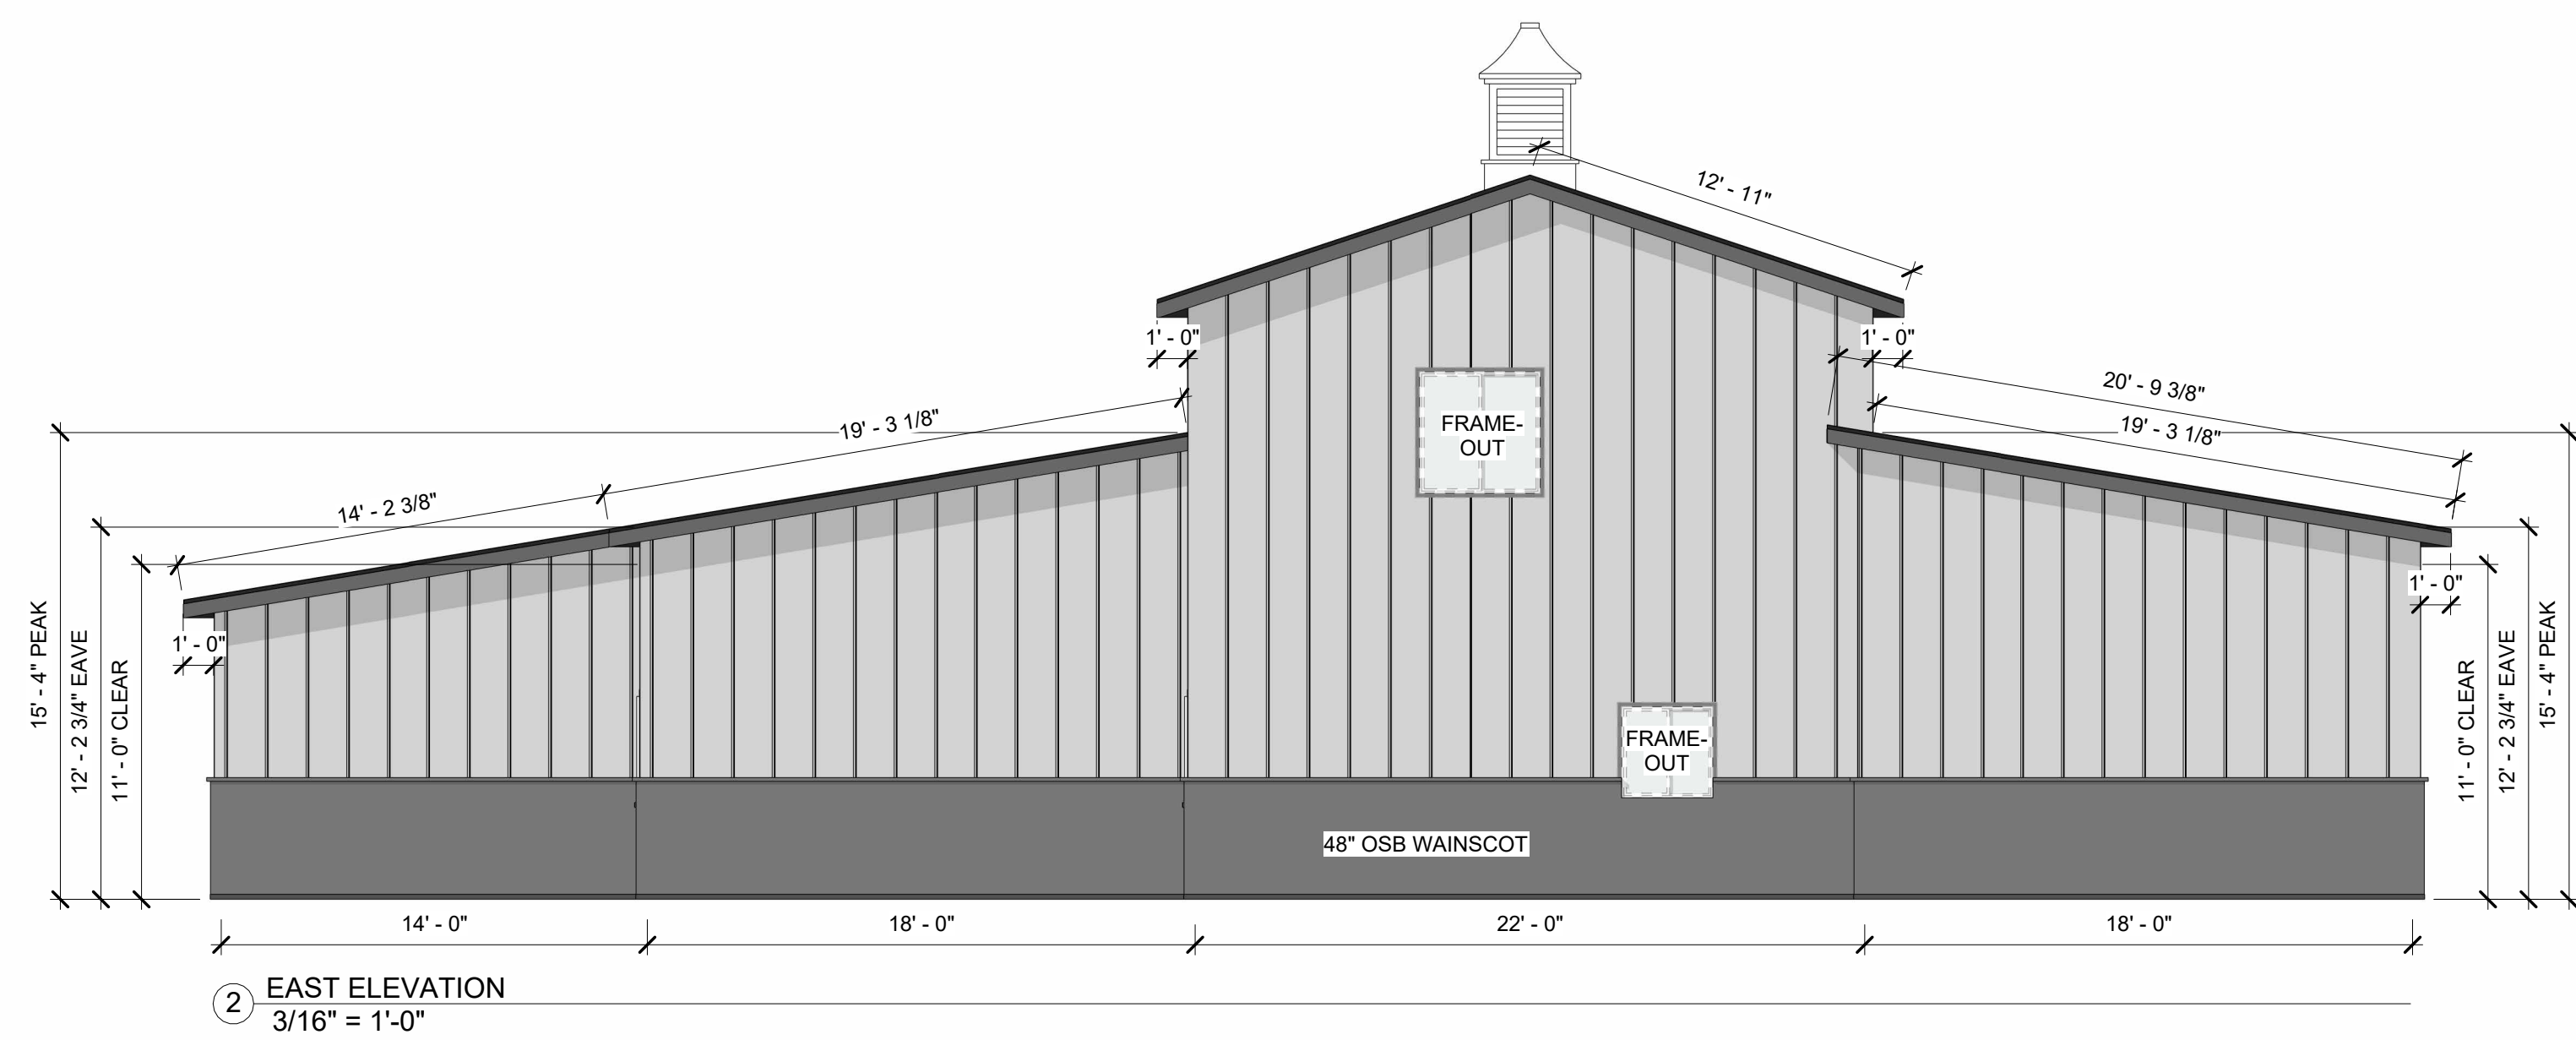 12' - 11"
1' - 0"
1' - 0"
20' - 9 3/8"
19' - 3 1/8"
19' - 3 1/8"
14' - 2 3/8"
FRAME-
OUT
1' - 0"
1' - 0"
15' - 4" PEAK
12' - 2 3/4" EAVE
11' - 0" CLEAR
11' - 0" CLEAR
12' - 2 3/4" EAVE
15' - 4" PEAK
FRAME-
OUT
48" OSB WAINSCOT
14' - 0"
18' - 0"
22' - 0"
18' - 0"
2
EAST ELEVATION
3/16" = 1'-0"